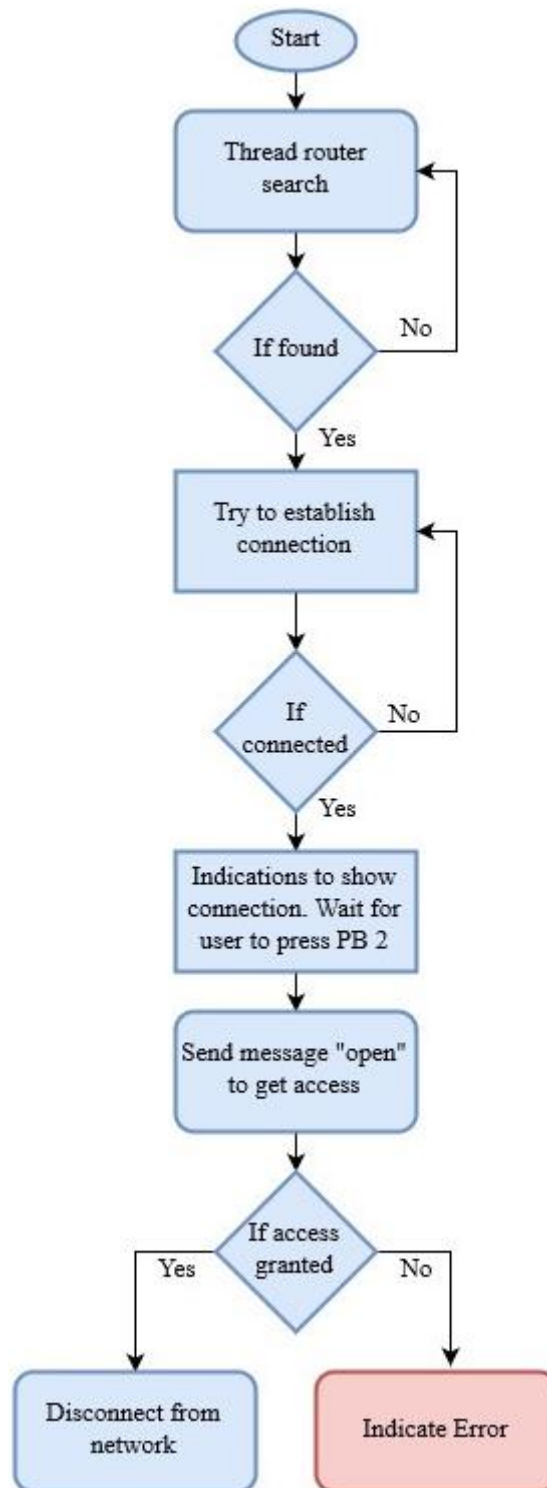 Start
Thread router
search
If found
No
Yes
Try to establish
connection
If
connected
No
Yes
Indications to show
connection. Wait for
user to press PB 2
Send message "open"
to get access
If access
granted
Yes
No
Disconnect from
network
Indicate Error